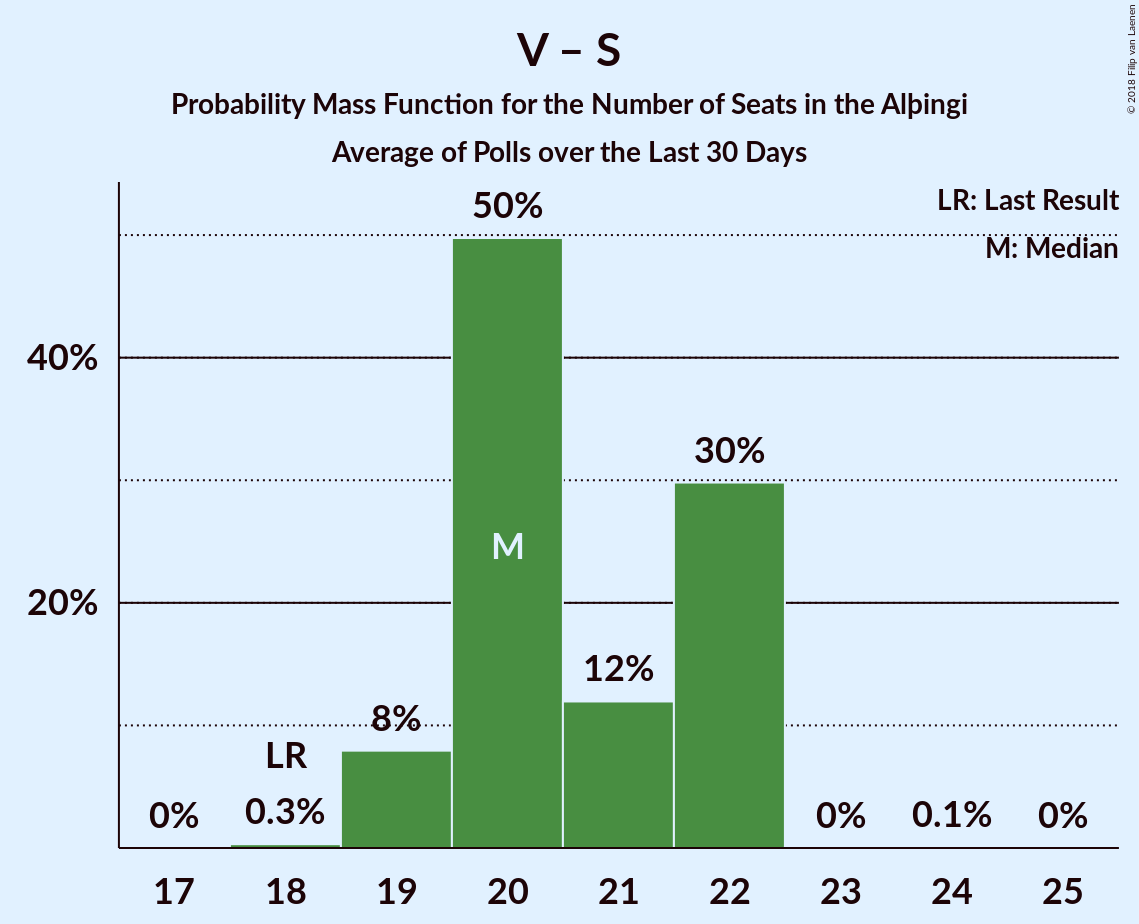 V – S
Probability Mass Function for the Number of Seats in the Alþingi
Average of Polls over the Last 30 Days
© 2018 Filip van Laenen
LR: Last Result
M: Median
50%
40%
30%
M
20%
12%
8%
LR
0% 0.3% 0% 0.1% 0%
17 18 19 20 21 22 23 24 25